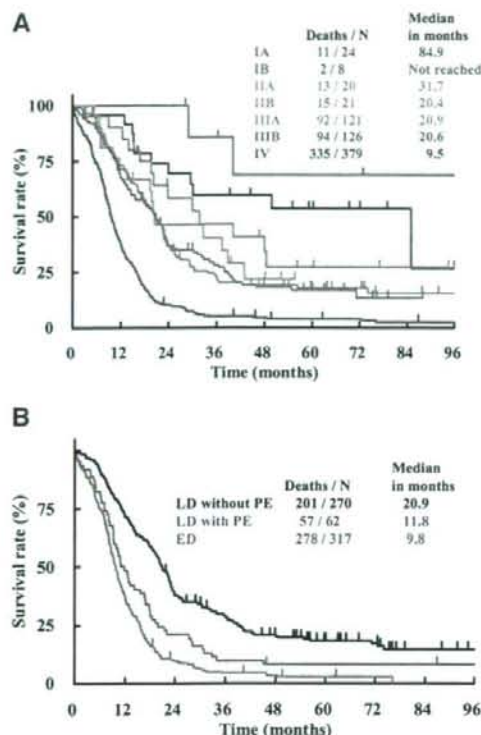 A
Deaths / N Median in months
IA 11 / 24 84.9
IB 2 / 8 Not reached
IIA 13 / 20 31.7
IIB 15 / 21 20.4
IIIA 92 / 121 20.9
IIIB 94 / 126 20.6
IV 335 / 379 9.5
Survival rate (%)
100
75
50
25
0
0 12 24 36 48 60 72 84 96
Time (months)
B
Deaths / N Median in months
LD without PE 201 / 270 20.9
LD with PE 57 / 62 11.8
ED 278 / 317 9.8
Survival rate (%)
100
75
50
25
0
0 12 24 36 48 60 72 84 96
Time (months)